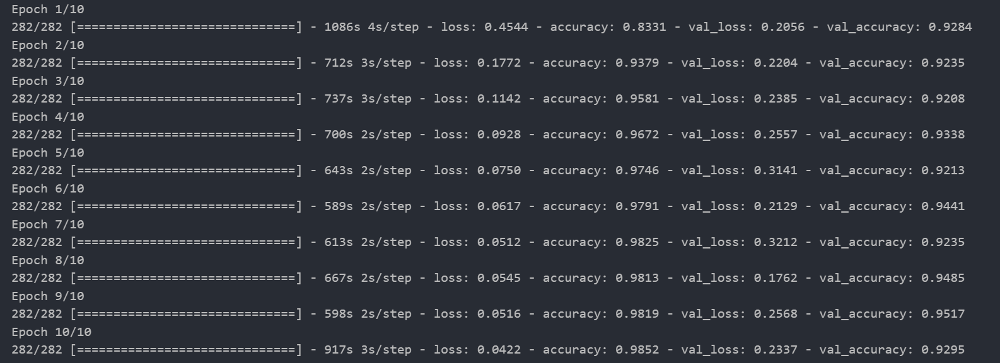 Epoch 1/10
282/282 [==============================] - 1086s 4s/step - loss: 0.4544 - accuracy: 0.8331 - val_loss: 0.2056 - val_accuracy: 0.9284
Epoch 2/10
282/282 [==============================] - 712s 3s/step - loss: 0.1772 - accuracy: 0.9379 - val_loss: 0.2204 - val_accuracy: 0.9235
Epoch 3/10
282/282 [==============================] - 737s 3s/step - loss: 0.1142 - accuracy: 0.9581 - val_loss: 0.2385 - val_accuracy: 0.9208
Epoch 4/10
282/282 [==============================] - 700s 2s/step - loss: 0.0928 - accuracy: 0.9672 - val_loss: 0.2557 - val_accuracy: 0.9338
Epoch 5/10
282/282 [==============================] - 643s 2s/step - loss: 0.0750 - accuracy: 0.9746 - val_loss: 0.3141 - val_accuracy: 0.9213
Epoch 6/10
282/282 [==============================] - 589s 2s/step - loss: 0.0617 - accuracy: 0.9791 - val_loss: 0.2129 - val_accuracy: 0.9441
Epoch 7/10
282/282 [==============================] - 613s 2s/step - loss: 0.0512 - accuracy: 0.9825 - val_loss: 0.3212 - val_accuracy: 0.9235
Epoch 8/10
282/282 [==============================] - 667s 2s/step - loss: 0.0545 - accuracy: 0.9813 - val_loss: 0.1762 - val_accuracy: 0.9485
Epoch 9/10
282/282 [==============================] - 598s 2s/step - loss: 0.0516 - accuracy: 0.9819 - val_loss: 0.2568 - val_accuracy: 0.9517
Epoch 10/10
282/282 [==============================] - 917s 3s/step - loss: 0.0422 - accuracy: 0.9852 - val_loss: 0.2337 - val_accuracy: 0.9295